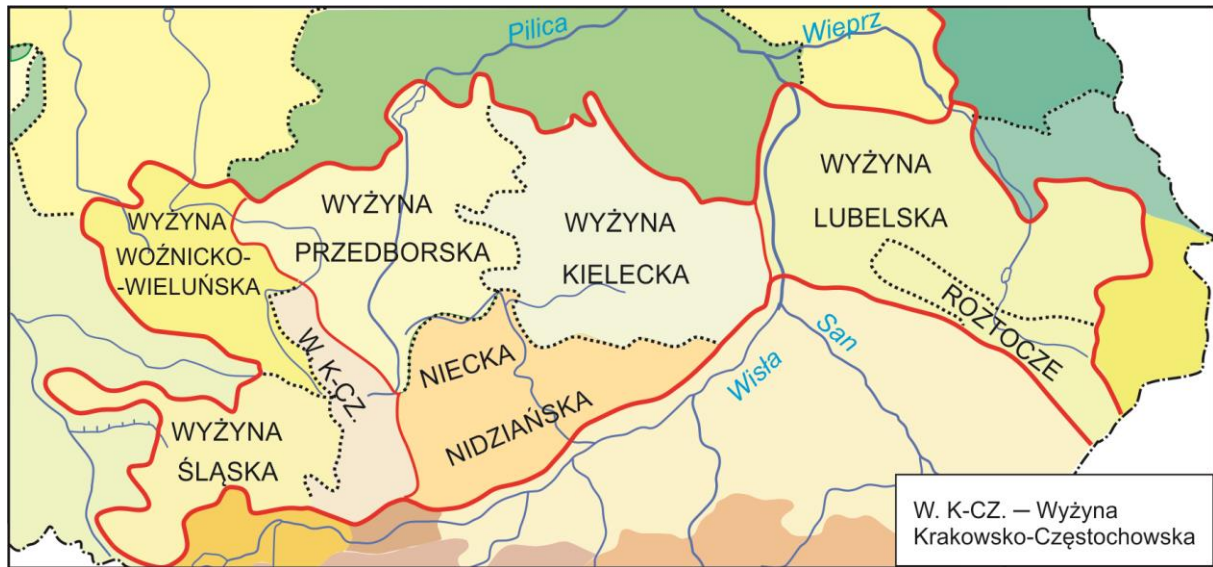 Pilica
Wieprz
WYŻYNA
LUBELSKA
WYŻYNA
PRZEDBORSKA
WYŻYNA
WOŹNICKO-
-WIELUŃSKA
WYŻYNA
KIELECKA
ROZTOCZE
W. K-CZ.
NIECKA
NIDZIAŃSKA
San
Wisła
WYŻYNA
ŚLĄSKA
W. K-CZ. — Wyżyna
Krakowsko-Częstochowska